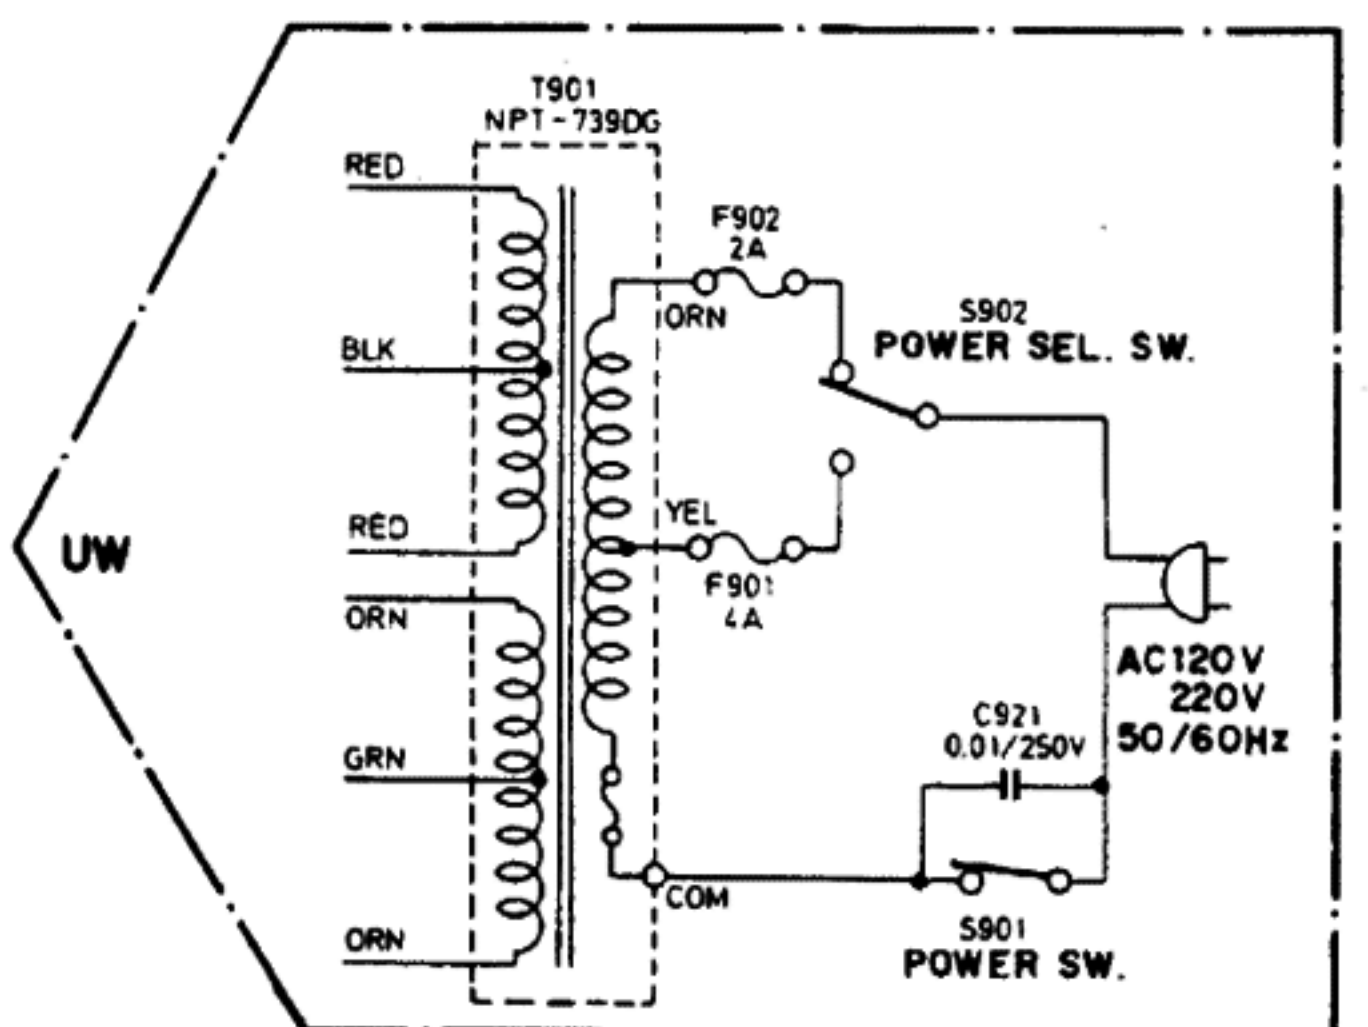 T901
NPT-739DG
RED
F902
2A
ORN
S902
POWER SEL. SW.
BLK
YEL
RED
UW
F901
4A
ORN
AC120V
220V
50/60Hz
C921
0.01/250V
GRN
COM
S901
POWER SW.
ORN